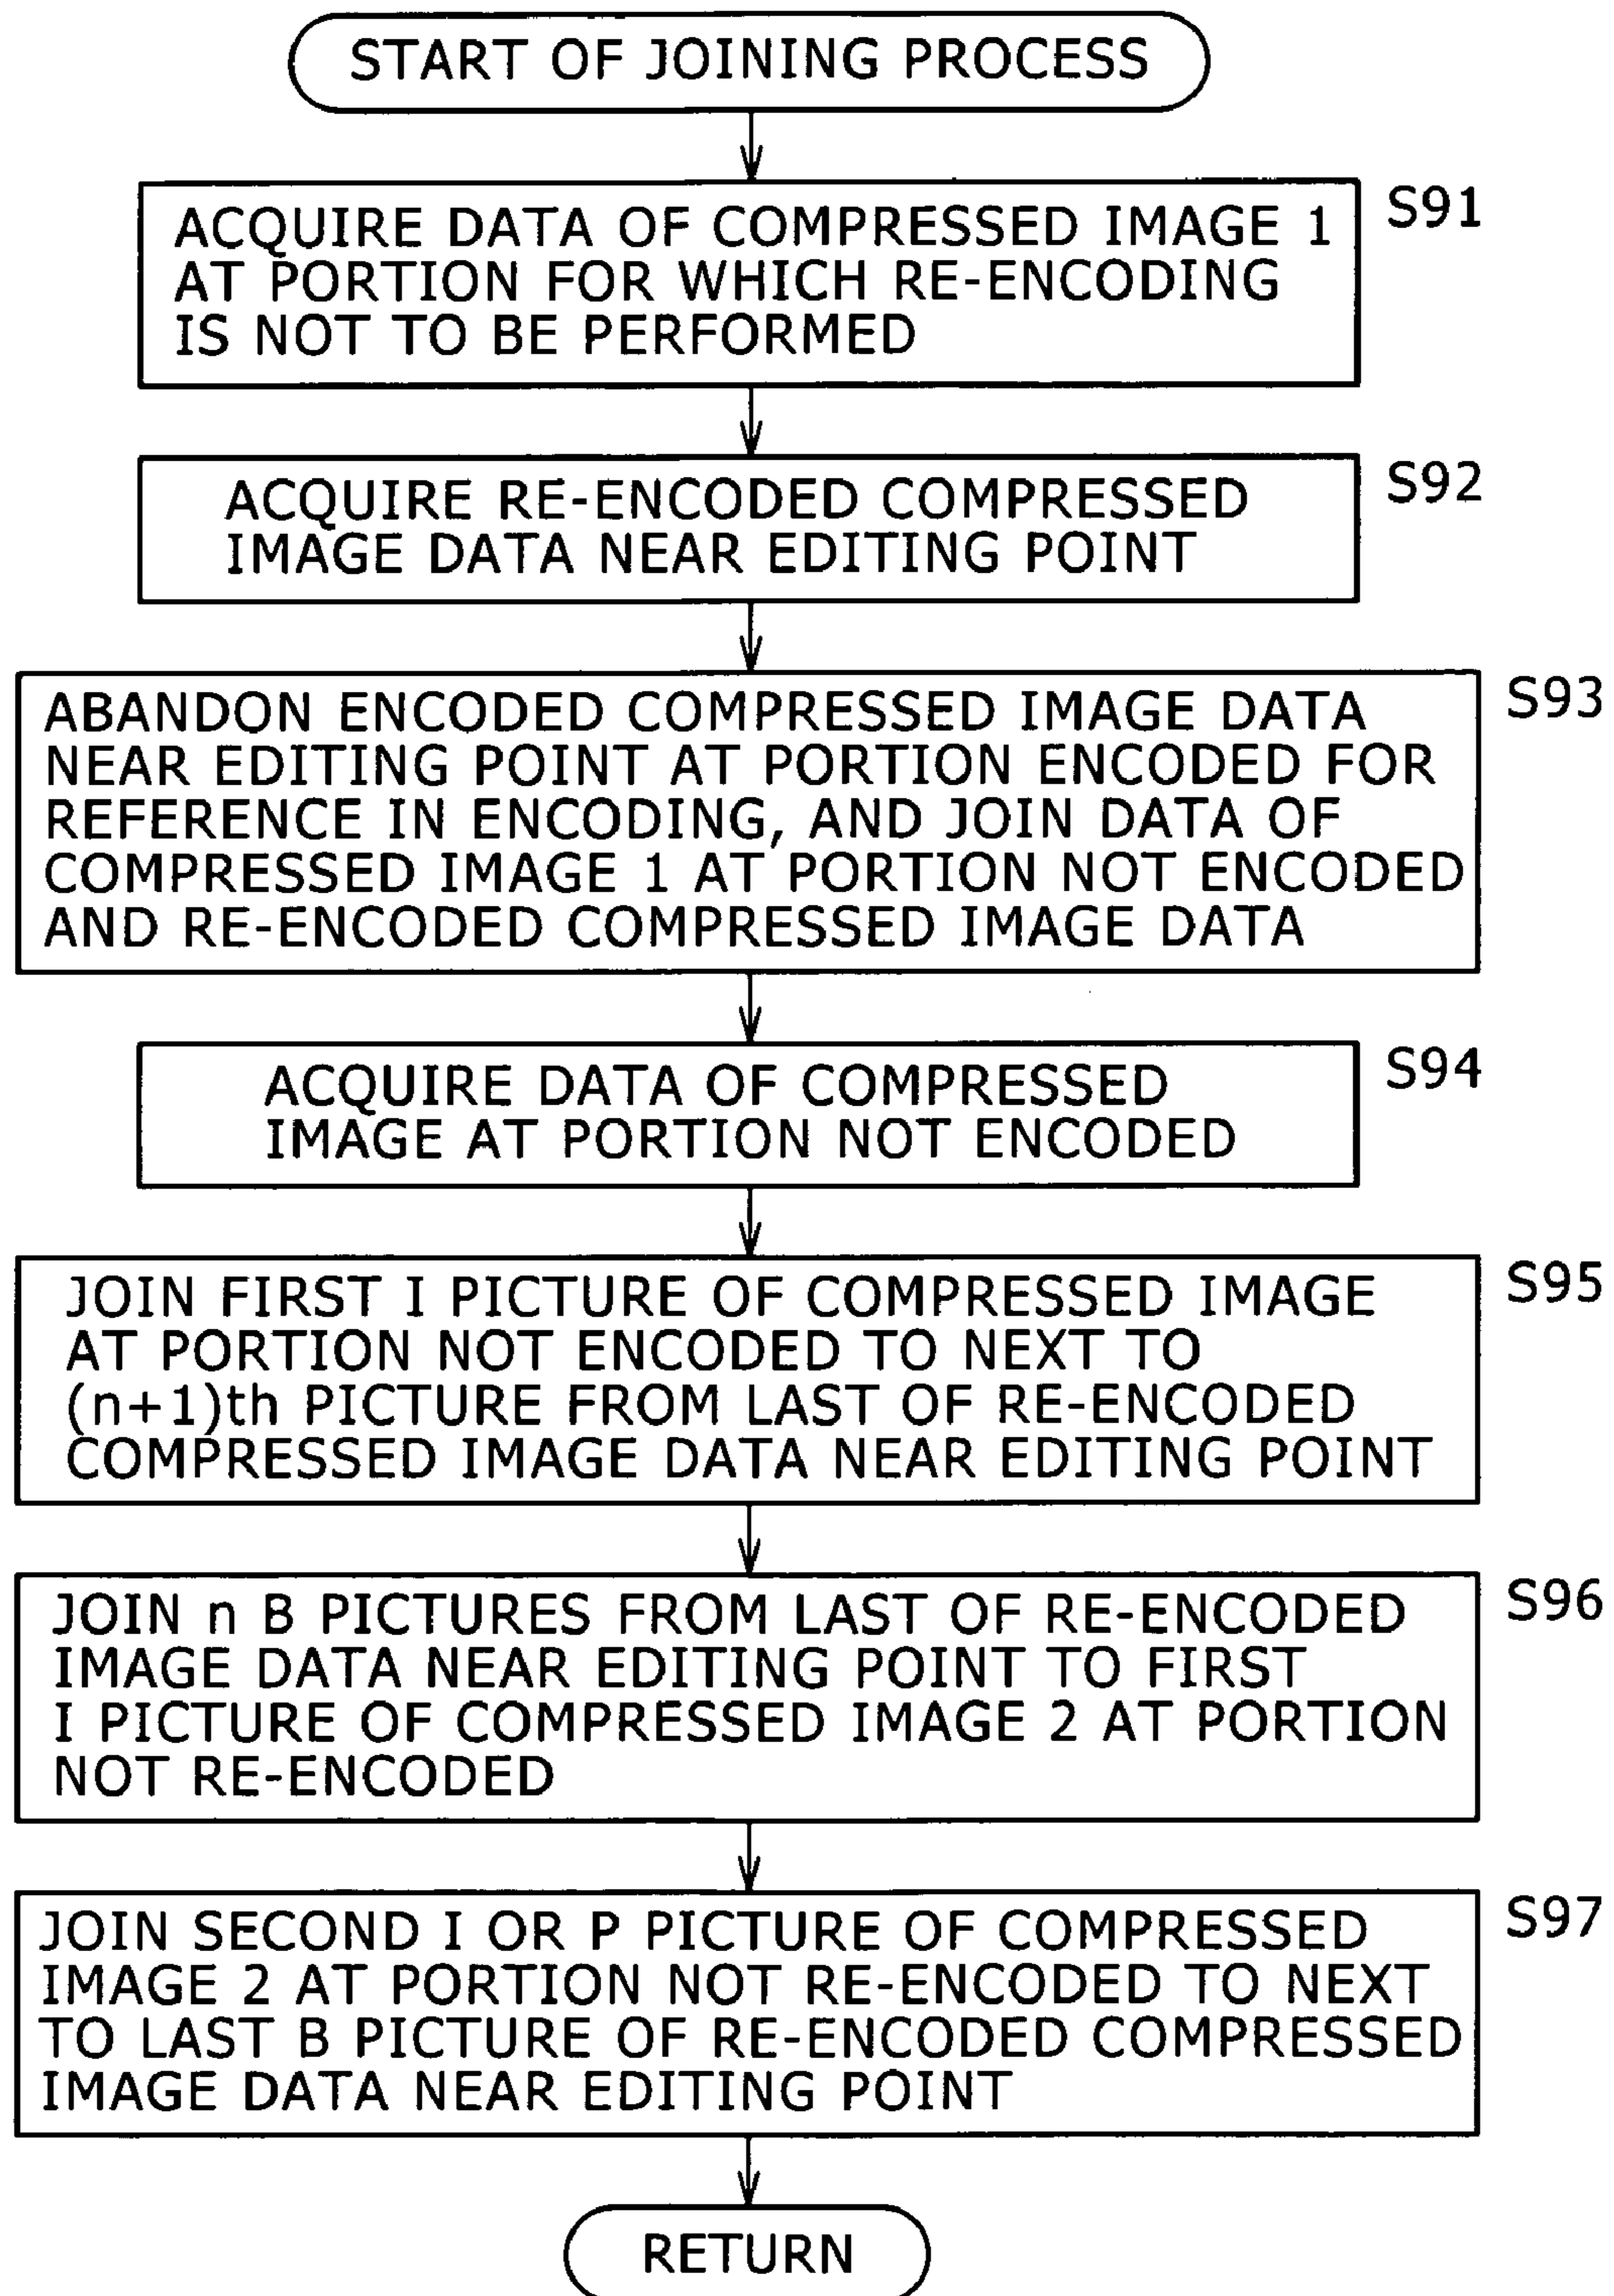 START OF JOINING PROCESS
S91
ACQUIRE DATA OF COMPRESSED IMAGE 1
AT PORTION FOR WHICH RE-ENCODING
IS NOT TO BE PERFORMED
S92
ACQUIRE RE-ENCODED COMPRESSED
IMAGE DATA NEAR EDITING POINT
S93
ABANDON ENCODED COMPRESSED IMAGE DATA
NEAR EDITING POINT AT PORTION ENCODED FOR
REFERENCE IN ENCODING, AND JOIN DATA OF
COMPRESSED IMAGE 1 AT PORTION NOT ENCODED
AND RE-ENCODED COMPRESSED IMAGE DATA
S94
ACQUIRE DATA OF COMPRESSED
IMAGE AT PORTION NOT ENCODED
S95
JOIN FIRST I PICTURE OF COMPRESSED IMAGE
AT PORTION NOT ENCODED TO NEXT TO
(n+1)th PICTURE FROM LAST OF RE-ENCODED
COMPRESSED IMAGE DATA NEAR EDITING POINT
S96
JOIN n B PICTURES FROM LAST OF RE-ENCODED
IMAGE DATA NEAR EDITING POINT TO FIRST
I PICTURE OF COMPRESSED IMAGE 2 AT PORTION
NOT RE-ENCODED
S97
JOIN SECOND I OR P PICTURE OF COMPRESSED
IMAGE 2 AT PORTION NOT RE-ENCODED TO NEXT
TO LAST B PICTURE OF RE-ENCODED COMPRESSED
IMAGE DATA NEAR EDITING POINT
RETURN